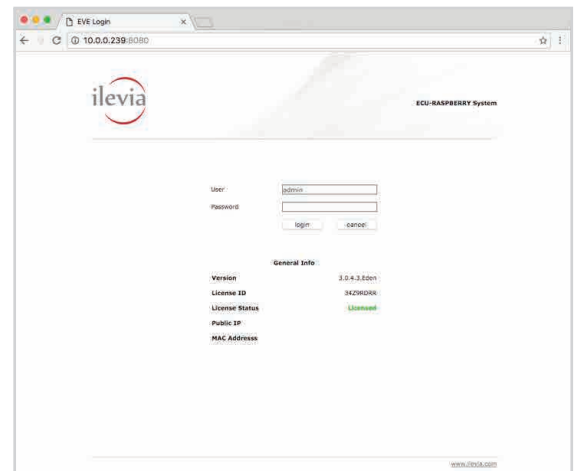 EVE Login
10.0.0.239:8080
ilevia
ECU-RASPBERRY System
User admin
Password
login cancel
General Info
Version 3.0.4.3.Eden
License ID 34Z9RDRR
License Status Licensed
Public IP
MAC Addresss
www.ilevia.com